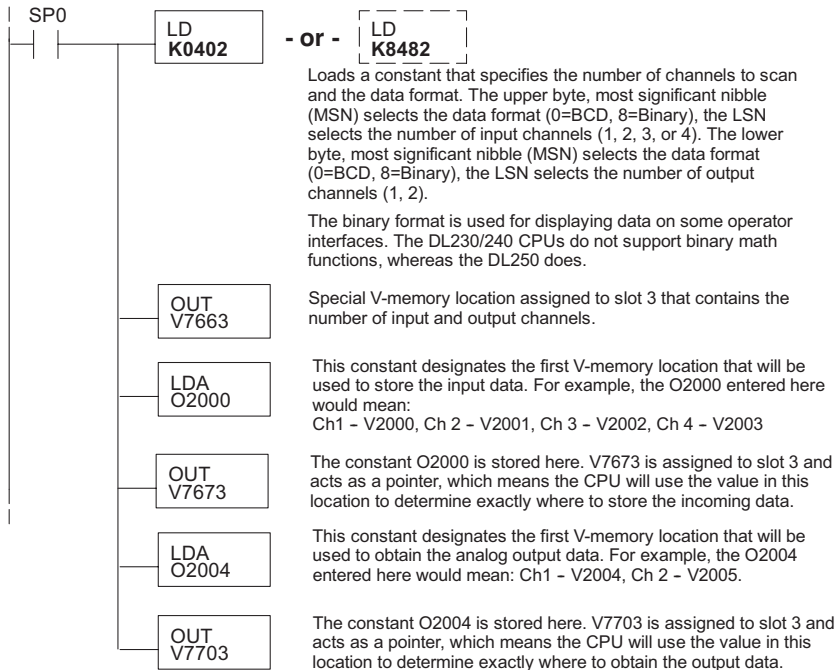 SP0
LD
K0402
- or -
LD
K8482
Loads a constant that specifies the number of channels to scan
and the data format. The upper byte, most significant nibble
(MSN) selects the data format (0=BCD, 8=Binary), the LSN
selects the number of input channels (1, 2, 3, or 4). The lower
byte, most significant nibble (MSN) selects the data format
(0=BCD, 8=Binary), the LSN selects the number of output
channels (1, 2).
The binary format is used for displaying data on some operator
interfaces. The DL230/240 CPUs do not support binary math
functions, whereas the DL250 does.
OUT
V7663
Special V-memory location assigned to slot 3 that contains the
number of input and output channels.
LDA
O2000
This constant designates the first V-memory location that will be
used to store the input data. For example, the O2000 entered here
would mean:
Ch1 - V2000, Ch 2 - V2001, Ch 3 - V2002, Ch 4 - V2003
OUT
V7673
The constant O2000 is stored here. V7673 is assigned to slot 3 and
acts as a pointer, which means the CPU will use the value in this
location to determine exactly where to store the incoming data.
LDA
O2004
This constant designates the first V-memory location that will be
used to obtain the analog output data. For example, the O2004
entered here would mean: Ch1 - V2004, Ch 2 - V2005.
OUT
V7703
The constant O2004 is stored here. V7703 is assigned to slot 3 and
acts as a pointer, which means the CPU will use the value in this
location to determine exactly where to obtain the output data.